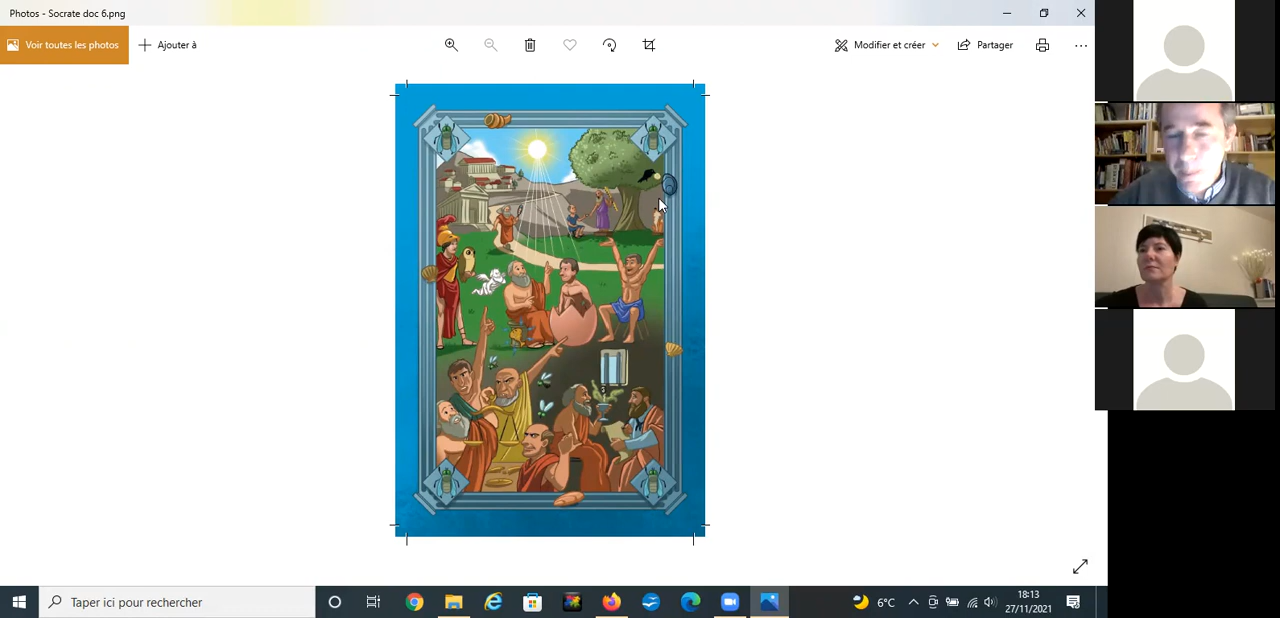 Photos - Socrate doc 6.png
Voir toutes les photos
Ajouter à
Modifier et créer
Partager
Taper ici pour rechercher
6°C
18:13
27/11/2021